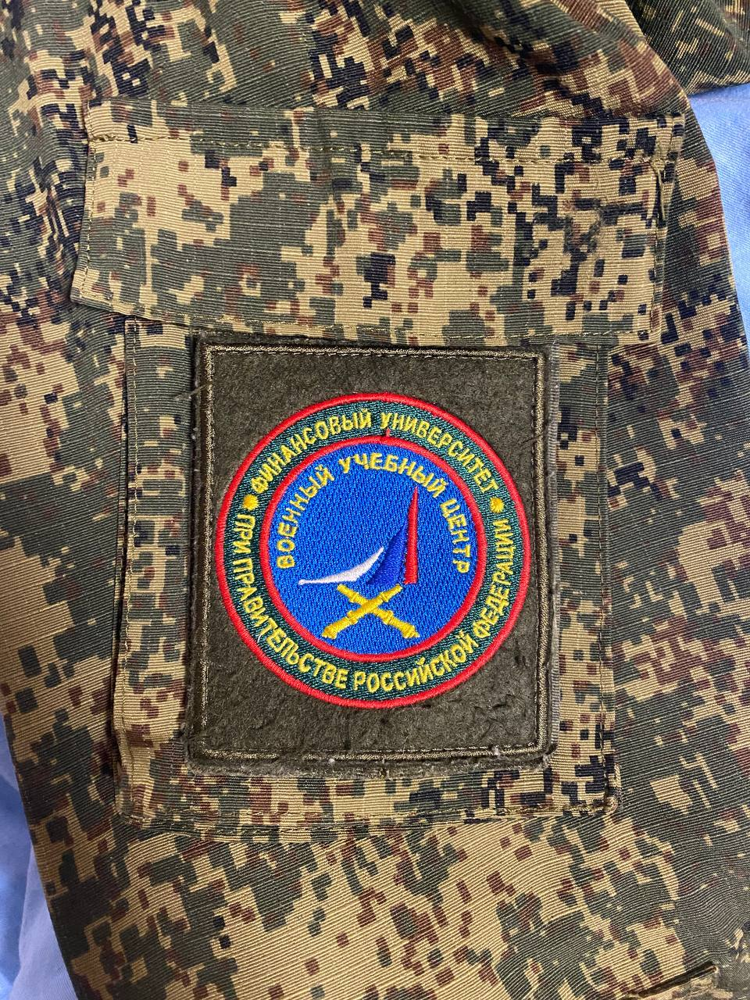 ФИНАНСОВЫЙ УНИВЕРСИТЕТ
ПРИ ПРАВИТЕЛЬСТВЕ РОССИЙСКОЙ ФЕДЕРАЦИИ
ВОЕННЫЙ УЧЕБНЫЙ ЦЕНТР